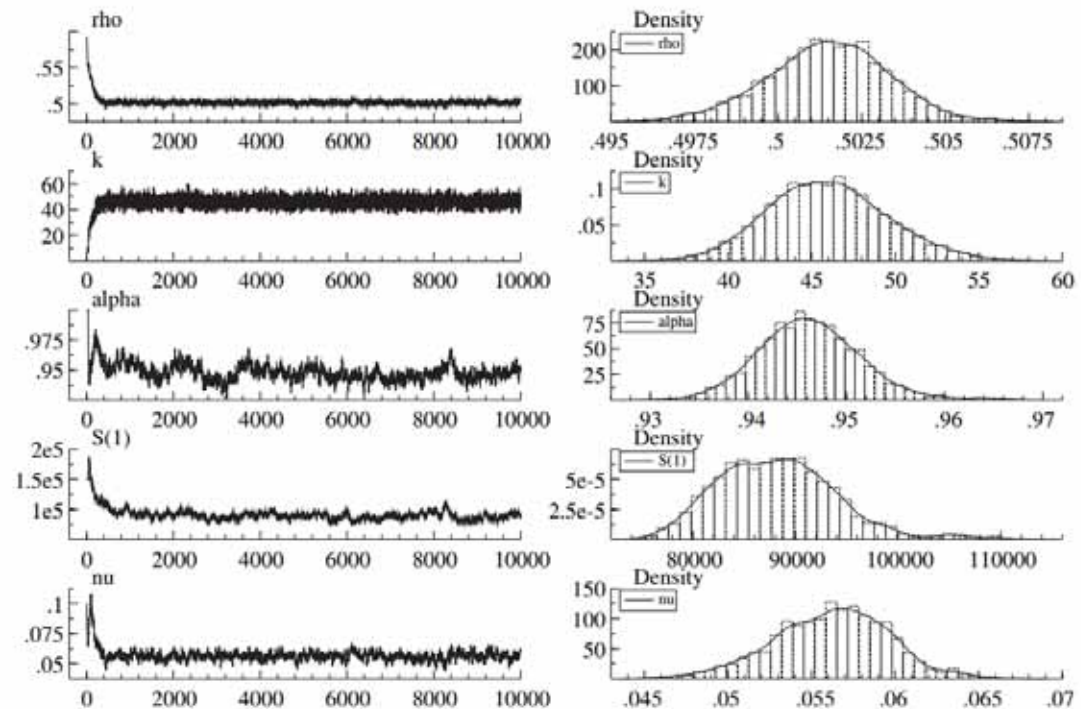 rho
.55
.5
0 2000 4000 6000 8000 10000
Density
rho
200
100
.495 .4975 .5 .5025 .505 .5075
k
60
40
20
0 2000 4000 6000 8000 10000
Density
k
.1
.05
35 40 45 50 55 60
alpha
.975
.95
0 2000 4000 6000 8000 10000
Density
alpha
75
50
25
.93 .94 .95 .96 .97
S(1)
2e5
1.5e5
1e5
0 2000 4000 6000 8000 10000
Density
S(1)
5e-5
2.5e-5
80000 90000 100000 110000
nu
.1
.075
.05
0 2000 4000 6000 8000 10000
Density
nu
150
100
50
.045 .05 .055 .06 .065 .07